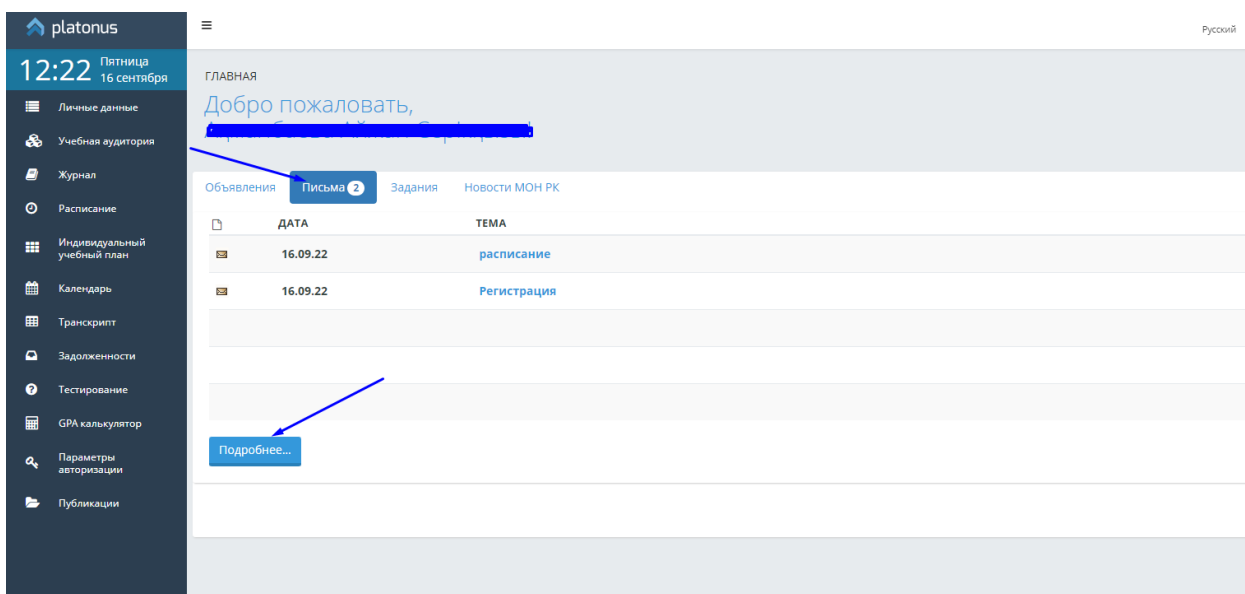 platonus
Русский
12:22 Пятница
16 сентября
Личные данные
Учебная аудитория
Журнал
Расписание
Индивидуальный
учебный план
Календарь
Транскрипт
Задолженности
Тестирование
GPA калькулятор
Параметры
авторизации
Публикации
ГЛАВНАЯ
Добро пожаловать,
Объявления Письма 2 Задания Новости МОН РК
ДАТА ТЕМА
16.09.22 расписание
16.09.22 Регистрация
Подробнее...